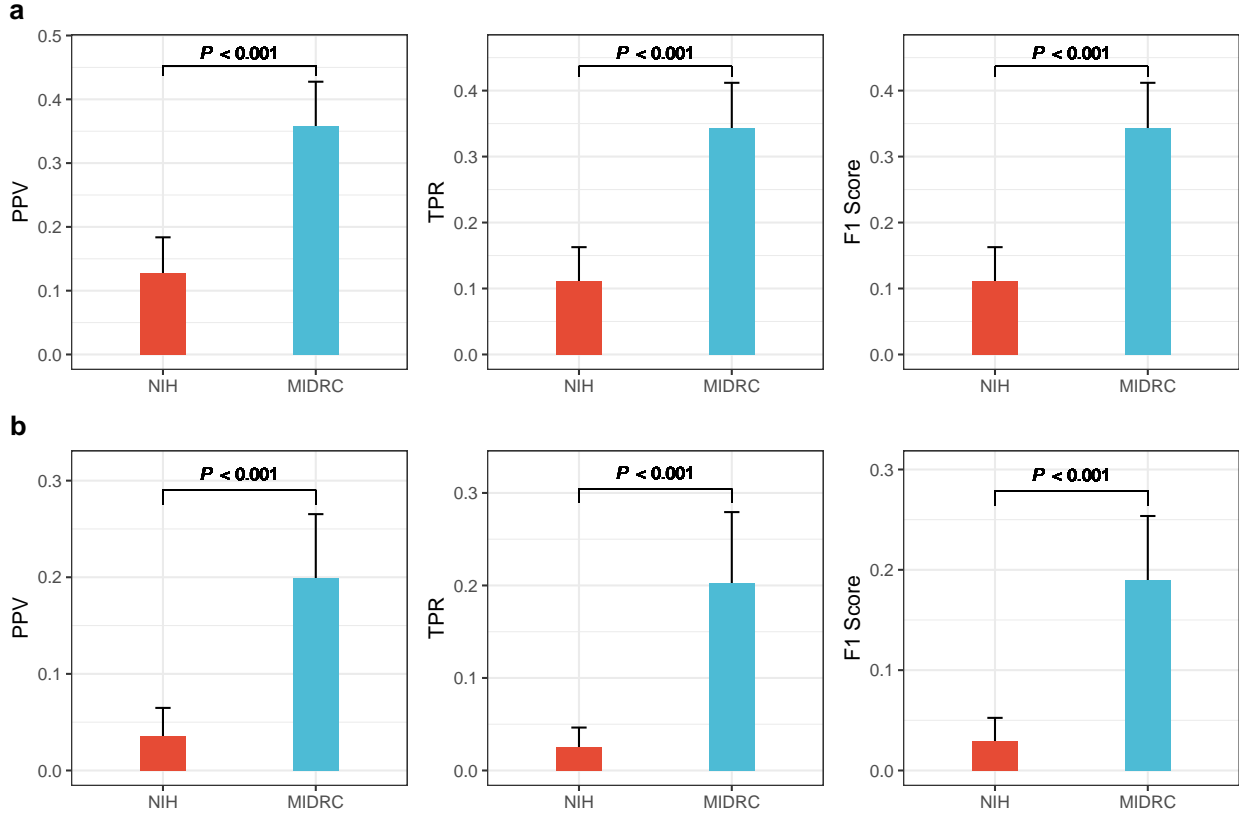 a
PPV
0.5
0.4
0.3
0.2
0.1
0.0
P < 0.001
NIH
MIDRC
TPR
0.4
0.3
0.2
0.1
0.0
P < 0.001
NIH
MIDRC
F1 Score
0.4
0.3
0.2
0.1
0.0
P < 0.001
NIH
MIDRC
b
PPV
0.3
0.2
0.1
0.0
P < 0.001
NIH
MIDRC
TPR
0.3
0.2
0.1
0.0
P < 0.001
NIH
MIDRC
F1 Score
0.3
0.2
0.1
0.0
P < 0.001
NIH
MIDRC